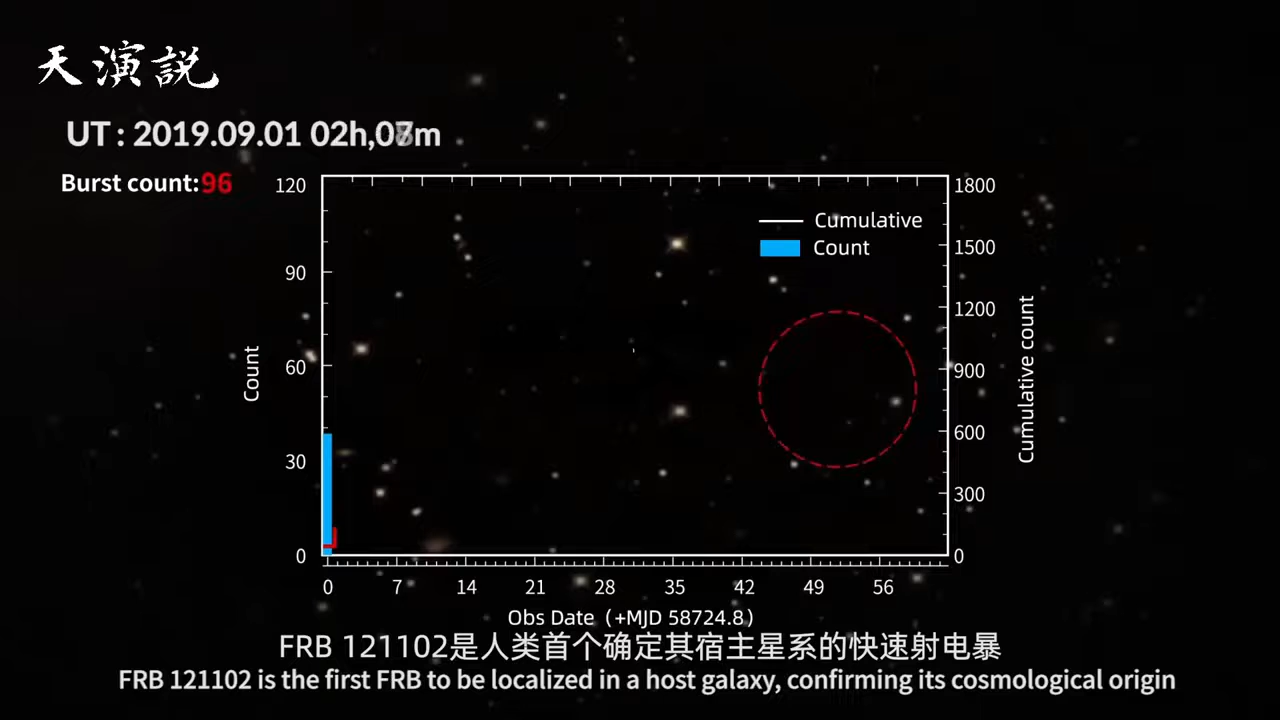 天演説
UT : 2019.09.01 02h,08m
Burst count:96
120
90
60
30
0
Count
Cumulative
Count
1800
1500
1200
900
600
300
0
Cumulative count
0 7 14 21 28 35 42 49 56
Obs Date（+MJD 58724.8）
FRB 121102是人类首个确定其宿主星系的快速射电暴
FRB 121102 is the first FRB to be localized in a host galaxy, confirming its cosmological origin